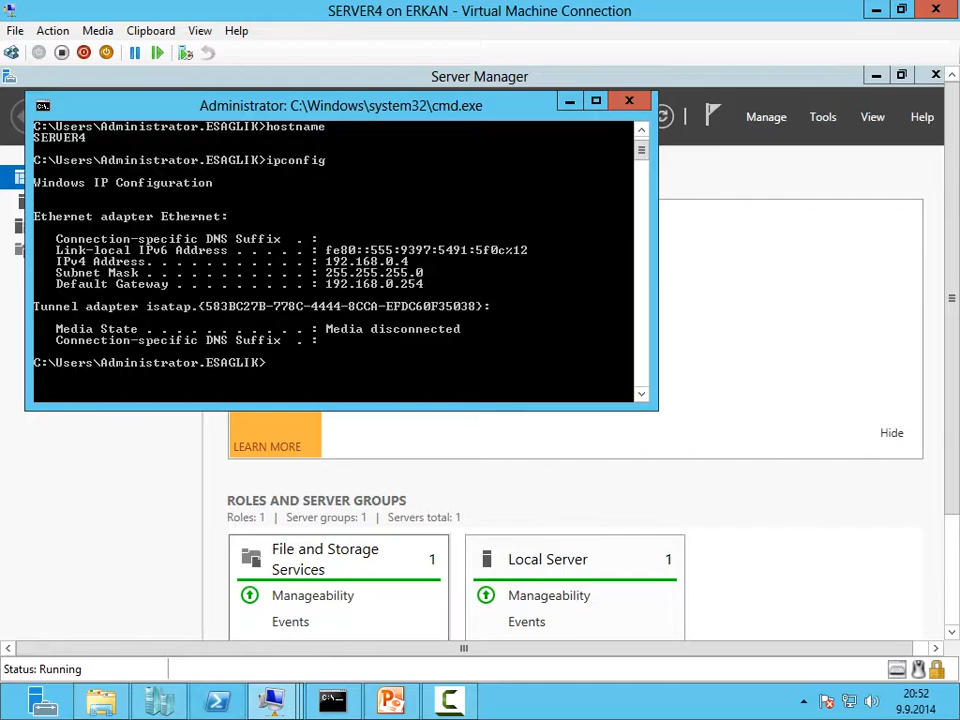 SERVER4 on ERKAN - Virtual Machine Connection
File Action Media Clipboard View Help
Server Manager
Administrator: C:\Windows\system32\cmd.exe
Manage Tools View Help
C:\Users\Administrator.ESAGLIK>hostname
SERVER4
C:\Users\Administrator.ESAGLIK>ipconfig
Windows IP Configuration
Ethernet adapter Ethernet:
Connection-specific DNS Suffix . :
Link-local IPv6 Address . . . . . : fe80::555:9397:5491:5f0c%12
IPv4 Address. . . . . . . . . . . : 192.168.0.4
Subnet Mask . . . . . . . . . . . : 255.255.255.0
Default Gateway . . . . . . . . . : 192.168.0.254
Tunnel adapter isatap.{583BC27B-778C-4444-8CCA-EFDC60F35038}:
Media State . . . . . . . . . . . : Media disconnected
Connection-specific DNS Suffix . :
C:\Users\Administrator.ESAGLIK>
Hide
LEARN MORE
ROLES AND SERVER GROUPS
Roles: 1 | Server groups: 1 | Servers total: 1
File and Storage Services 1
Manageability
Events
Local Server 1
Manageability
Events
Status: Running
20:52
9.9.2014